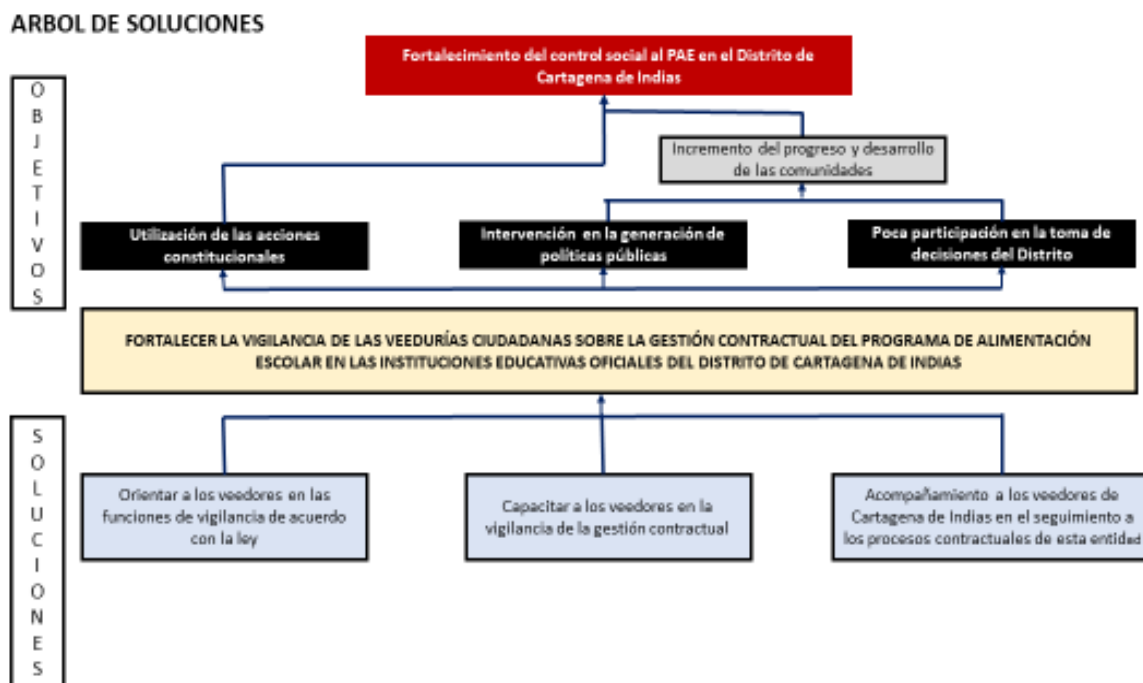 ARBOL DE SOLUCIONES
Fortalecimiento del control social al PAE en el Distrito de
Cartagena de Indias
OBJETIVOS
Incremento del progreso y desarrollo
de las comunidades
Utilización de las acciones
constitucionales
Intervención en la generación de
políticas públicas
Poca participación en la toma de
decisiones del Distrito
FORTALECER LA VIGILANCIA DE LAS VEEDURÍAS CIUDADANAS SOBRE LA GESTIÓN CONTRACTUAL DEL PROGRAMA DE ALIMENTACIÓN
ESCOLAR EN LAS INSTITUCIONES EDUCATIVAS OFICIALES DEL DISTRITO DE CARTAGENA DE INDIAS
SOLUCIONES
Orientar a los veedores en las
funciones de vigilancia de acuerdo
con la ley
Capacitar a los veedores en la
vigilancia de la gestión contractual
Acompañamiento a los veedores de
Cartagena de Indias en el seguimiento a
los procesos contractuales de esta entidad